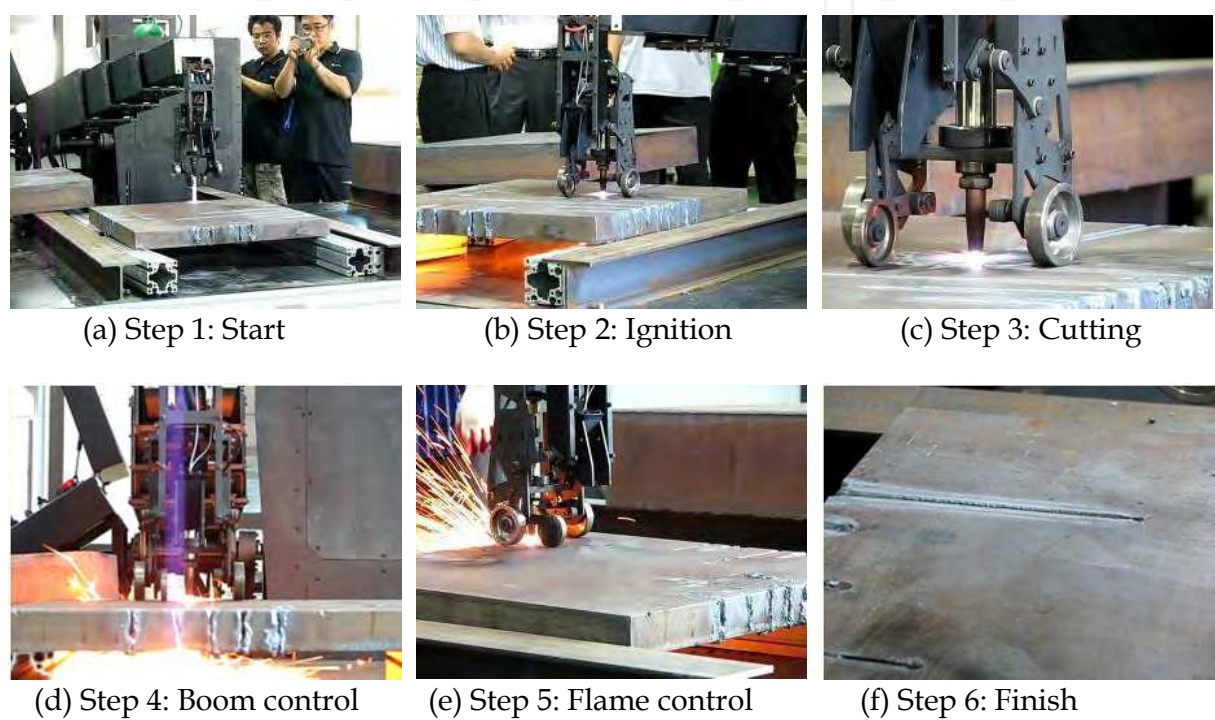 (a) Step 1: Start
(b) Step 2: Ignition
(c) Step 3: Cutting
(d) Step 4: Boom control
(e) Step 5: Flame control
(f) Step 6: Finish